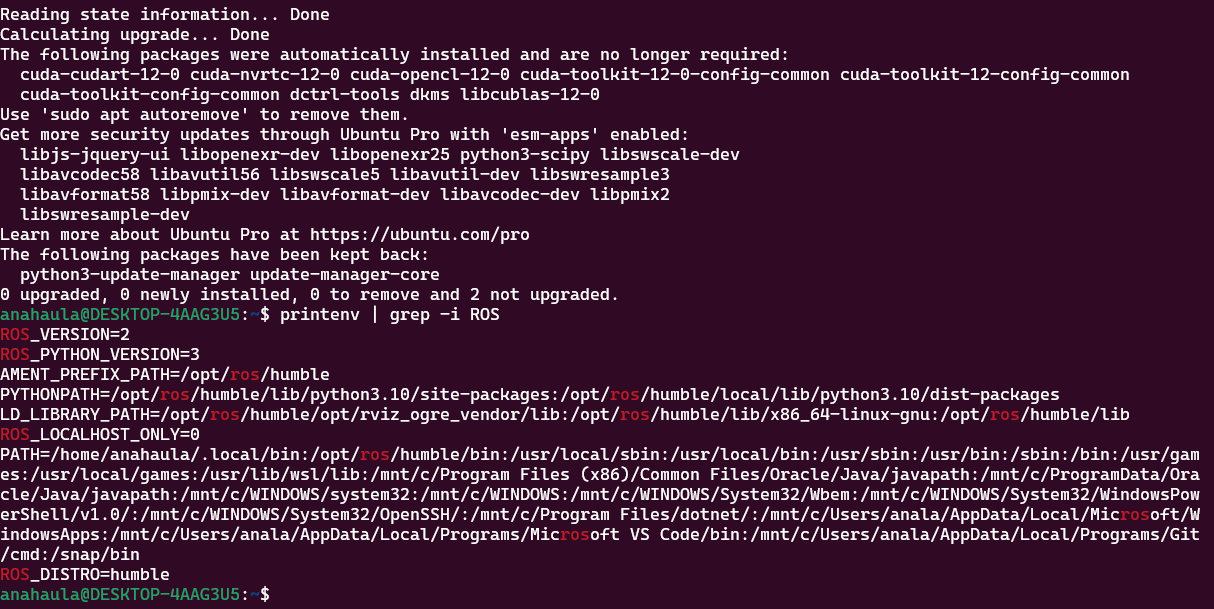 Reading state information... Done
Calculating upgrade... Done
The following packages were automatically installed and are no longer required:
  cuda-cudart-12-0 cuda-nvrtc-12-0 cuda-opencl-12-0 cuda-toolkit-12-0-config-common cuda-toolkit-12-config-common
  cuda-toolkit-config-common dctrl-tools dkms libcublas-12-0
Use 'sudo apt autoremove' to remove them.
Get more security updates through Ubuntu Pro with 'esm-apps' enabled:
  libjs-jquery-ui libopenexr-dev libopenexr25 python3-scipy libswscale-dev
  libavcodec58 libavutil56 libswscale5 libavutil-dev libswresample3
  libavformat58 libpmix-dev libavformat-dev libavcodec-dev libpmix2
  libswresample-dev
Learn more about Ubuntu Pro at https://ubuntu.com/pro
The following packages have been kept back:
  python3-update-manager update-manager-core
0 upgraded, 0 newly installed, 0 to remove and 2 not upgraded.
anahaula@DESKTOP-4AAG3U5:~$ printenv | grep -i ROS
ROS_VERSION=2
ROS_PYTHON_VERSION=3
AMENT_PREFIX_PATH=/opt/ros/humble
PYTHONPATH=/opt/ros/humble/lib/python3.10/site-packages:/opt/ros/humble/local/lib/python3.10/dist-packages
LD_LIBRARY_PATH=/opt/ros/humble/opt/rviz_ogre_vendor/lib:/opt/ros/humble/lib/x86_64-linux-gnu:/opt/ros/humble/lib
ROS_LOCALHOST_ONLY=0
PATH=/home/anahaula/.local/bin:/opt/ros/humble/bin:/usr/local/sbin:/usr/local/bin:/usr/sbin:/usr/bin:/sbin:/bin:/usr/gam
es:/usr/local/games:/usr/lib/wsl/lib:/mnt/c/Program Files (x86)/Common Files/Oracle/Java/javapath:/mnt/c/ProgramData/Ora
cle/Java/javapath:/mnt/c/WINDOWS/system32:/mnt/c/WINDOWS:/mnt/c/WINDOWS/System32/Wbem:/mnt/c/WINDOWS/System32/WindowsPow
erShell/v1.0/:/mnt/c/WINDOWS/System32/OpenSSH/:/mnt/c/Program Files/dotnet/:/mnt/c/Users/anala/AppData/Local/Microsoft/W
indowsApps:/mnt/c/Users/anala/AppData/Local/Programs/Microsoft VS Code/bin:/mnt/c/Users/anala/AppData/Local/Programs/Git
/cmd:/snap/bin
ROS_DISTRO=humble
anahaula@DESKTOP-4AAG3U5:~$